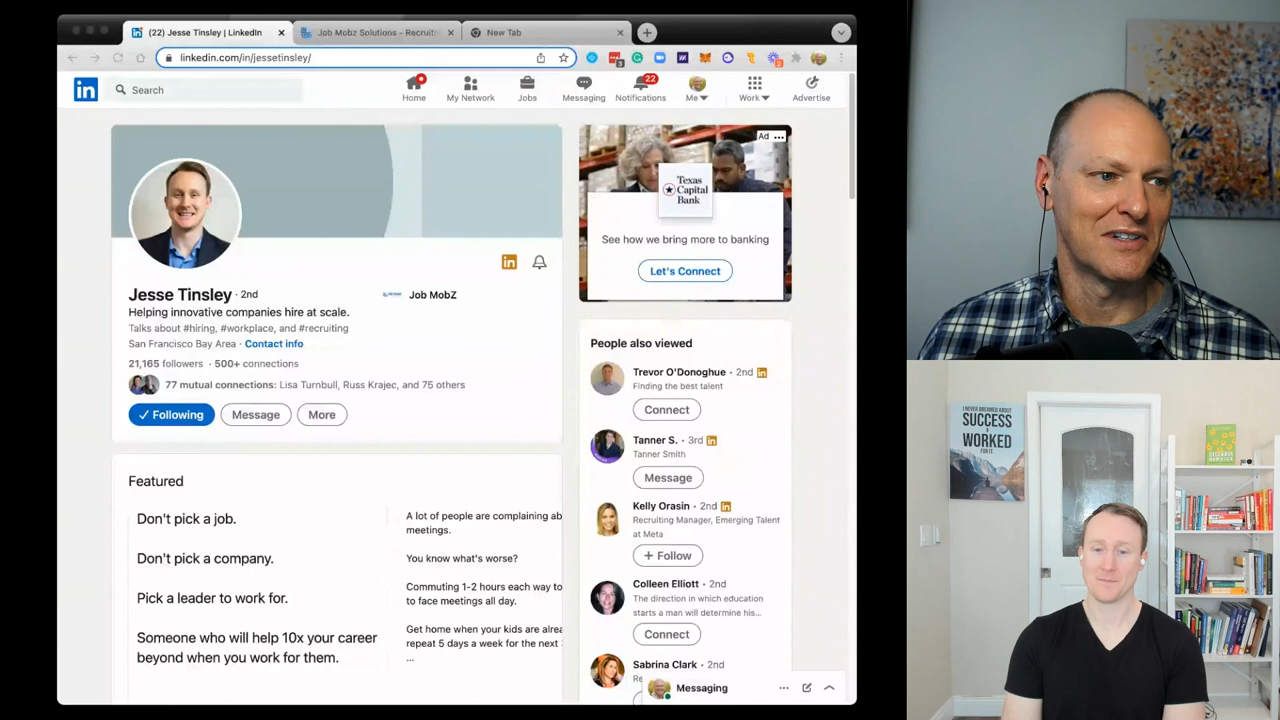 (22) Jesse Tinsley | LinkedIn
Job Mobz Solutions - Recruitm
New Tab
linkedin.com/in/jessetinsley/
in
Search
Home
My Network
Jobs
Messaging
22
Notifications
Me
Work
Advertise
Ad
Texas
Capital
Bank
See how we bring more to banking
Let's Connect
in
Jesse Tinsley · 2nd
Job MobZ
Helping innovative companies hire at scale.
Talks about #hiring, #workplace, and #recruiting
San Francisco Bay Area · Contact info
21,165 followers · 500+ connections
77 mutual connections: Lisa Turnbull, Russ Krajec, and 75 others
Following
Message
More
Featured
Don't pick a job.
Don't pick a company.
Pick a leader to work for.
Someone who will help 10x your career
beyond when you work for them.
A lot of people are complaining ab
meetings.
You know what's worse?
Commuting 1-2 hours each way to
to face meetings all day.
Get home when your kids are alrea
repeat 5 days a week for the next
...
People also viewed
Trevor O'Donoghue · 2nd in
Finding the best talent
Connect
Tanner S. · 3rd in
Tanner Smith
Message
Kelly Orasin · 2nd in
Recruiting Manager, Emerging Talent
at Meta
+ Follow
Colleen Elliott · 2nd
The direction in which education
starts a man will determine his...
Connect
Sabrina Clark · 2nd
Re
Messaging
I NEVER DREAMED ABOUT
SUCCESS
I
WORKED
FOR IT.